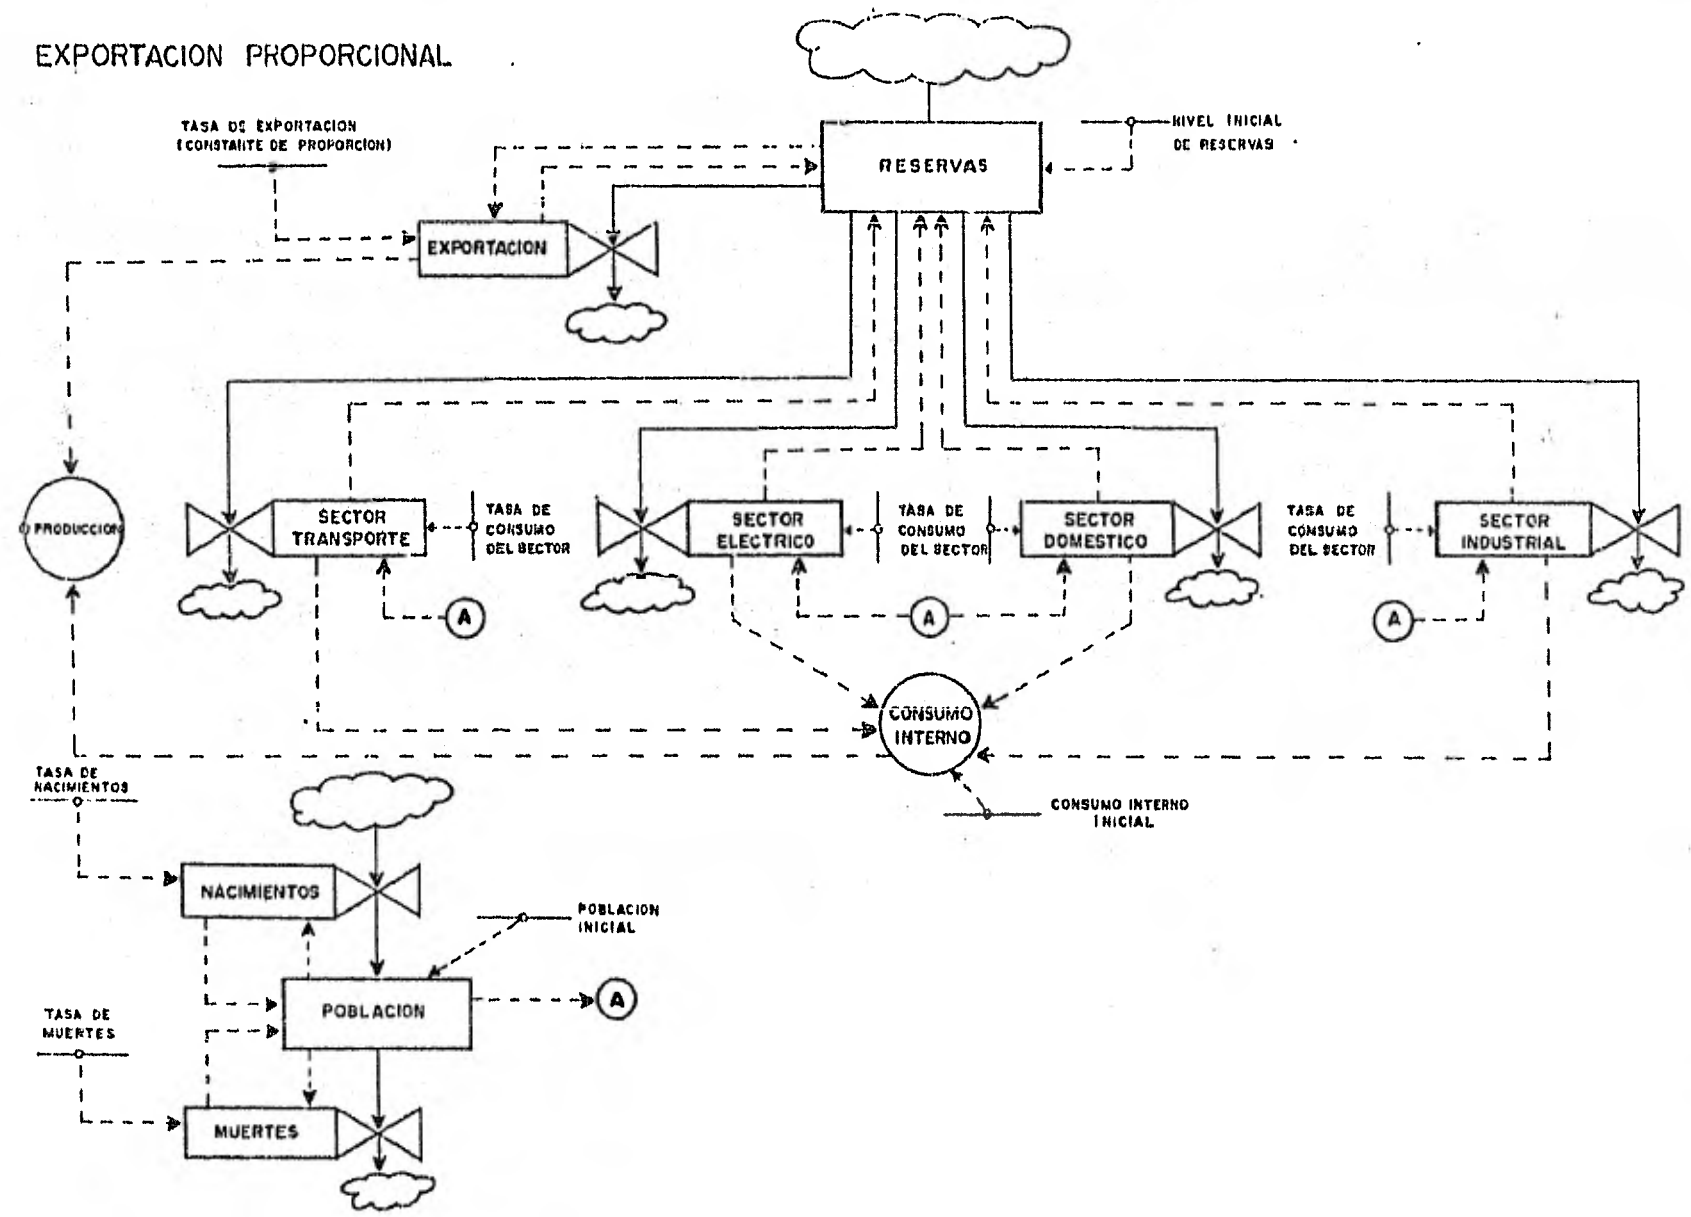 EXPORTACION PROPORCIONAL
TASA DE EXPORTACION
(CONSTANTE DE PROPORCION)
NIVEL INICIAL
DE RESERVAS
RESERVAS
EXPORTACION
PRODUCCION
SECTOR
TRANSPORTE
TASA DE
CONSUMO
DEL SECTOR
SECTOR
ELECTRICO
TASA DE
CONSUMO
DEL SECTOR
SECTOR
DOMESTICO
TASA DE
CONSUMO
DEL SECTOR
SECTOR
INDUSTRIAL
A
A
A
CONSUMO
INTERNO
CONSUMO INTERNO
INICIAL
TASA DE
NACIMIENTOS
NACIMIENTOS
POBLACION
INICIAL
POBLACION
A
TASA DE
MUERTES
MUERTES